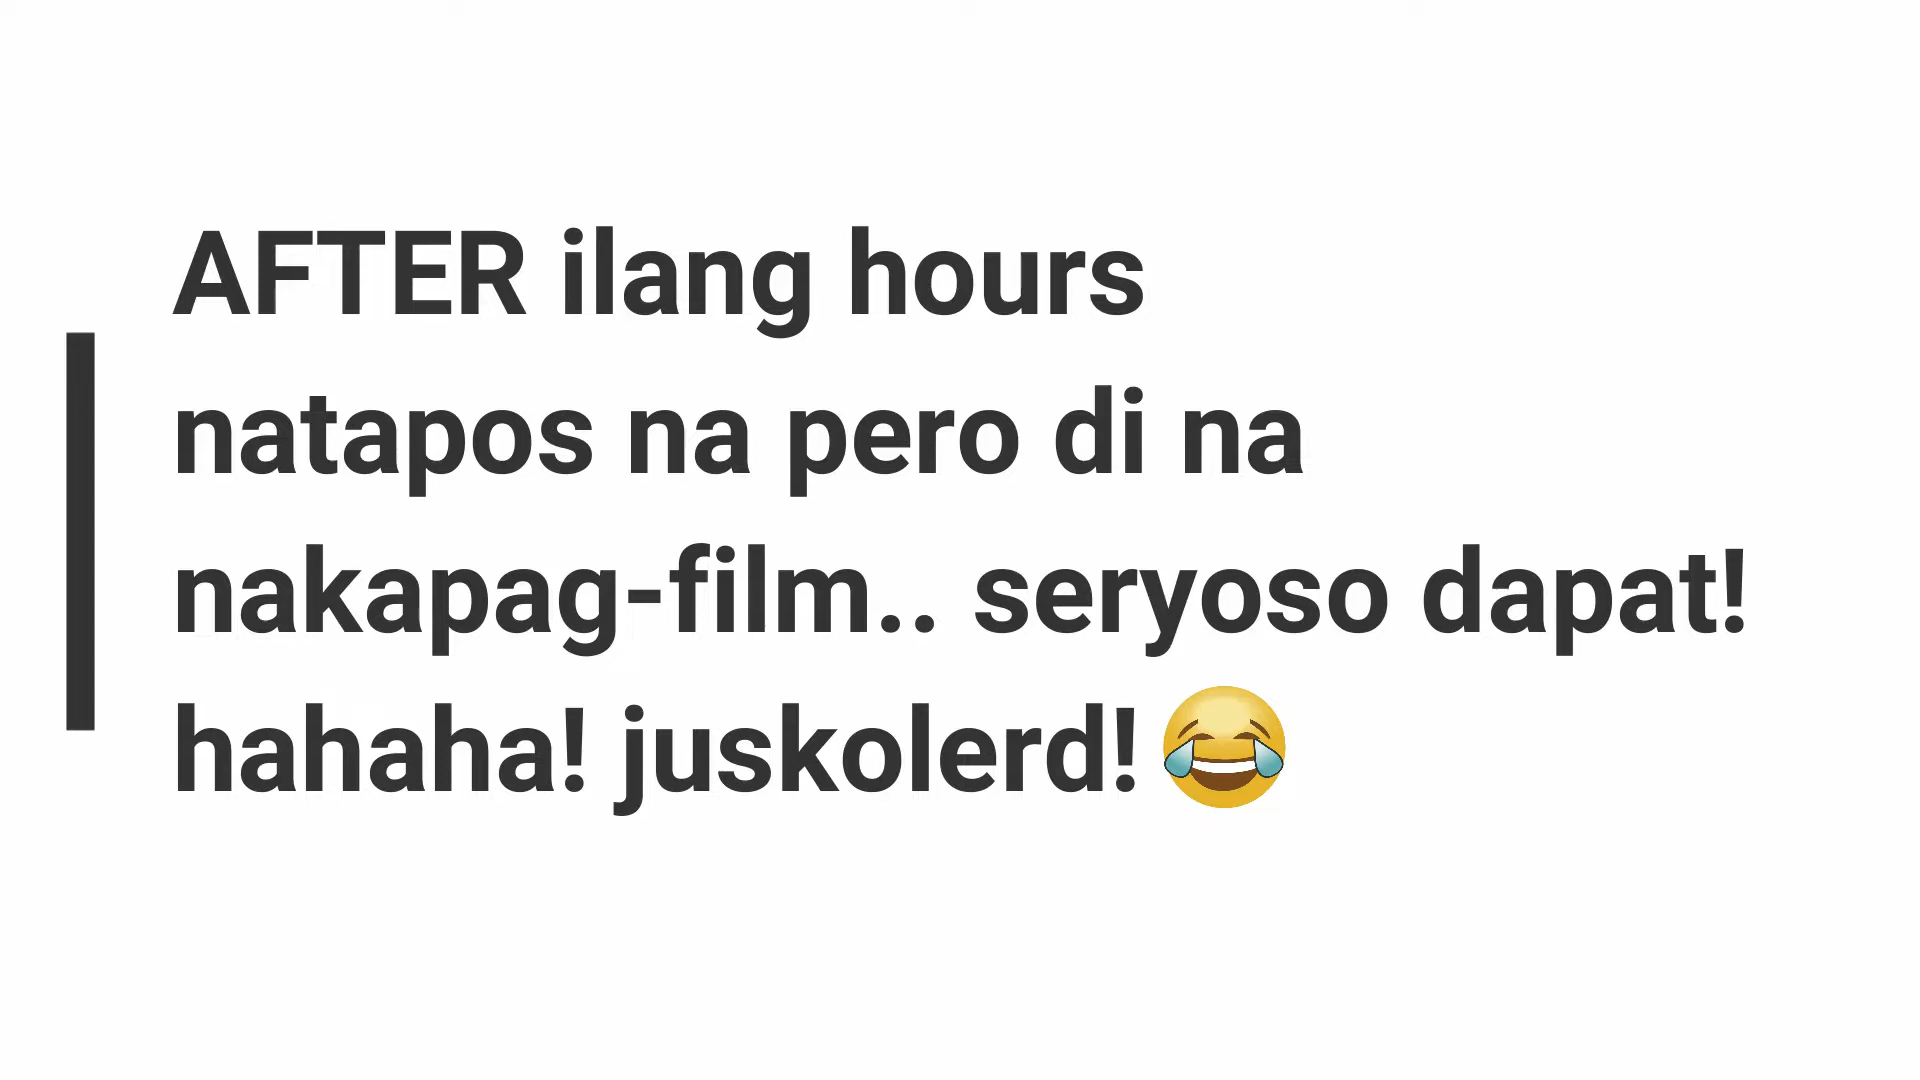 AFTER ilang hours
natapos na pero di na
nakapag-film.. seryoso dapat!
hahaha! juskolerd! 😂